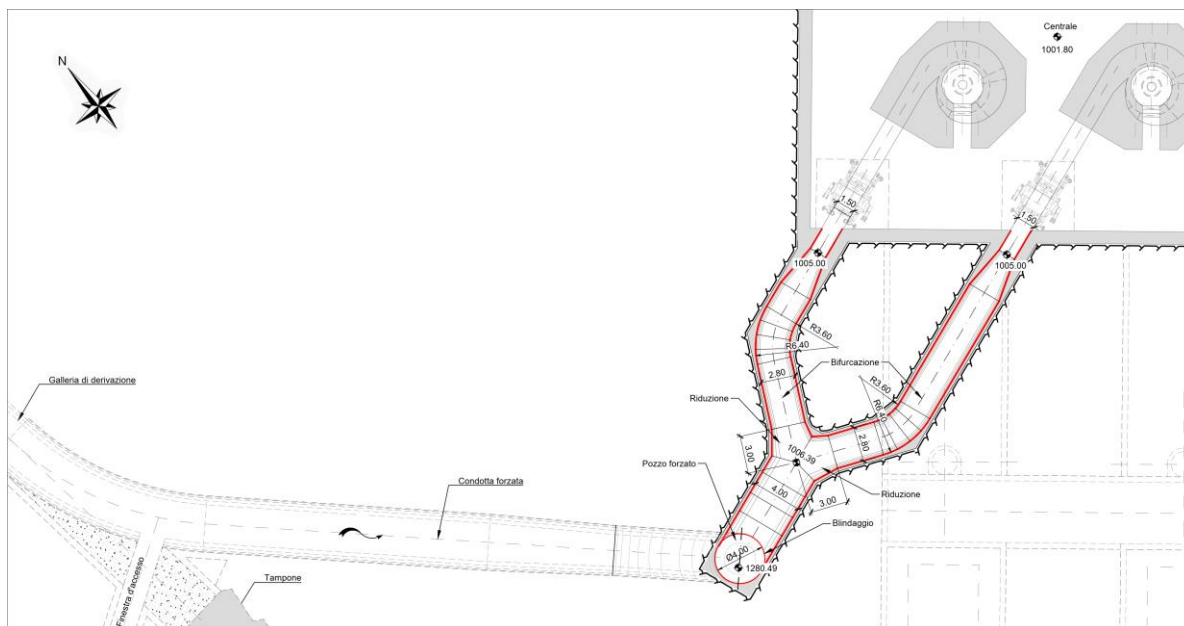 Centrale
1001.80
N
1.50
1.50
1005.00
1005.00
R3.60
R6.40
Bifurcazione
2.80
R3.60
Galleria di derivazione
Riduzione
R6.40
2.80
3.00
1006.39
Pozzo forzato
Condotta forzata
4.00
Riduzione
3.00
Blindaggio
Ø4.00
1280.49
Tampone
Finestra d'accesso